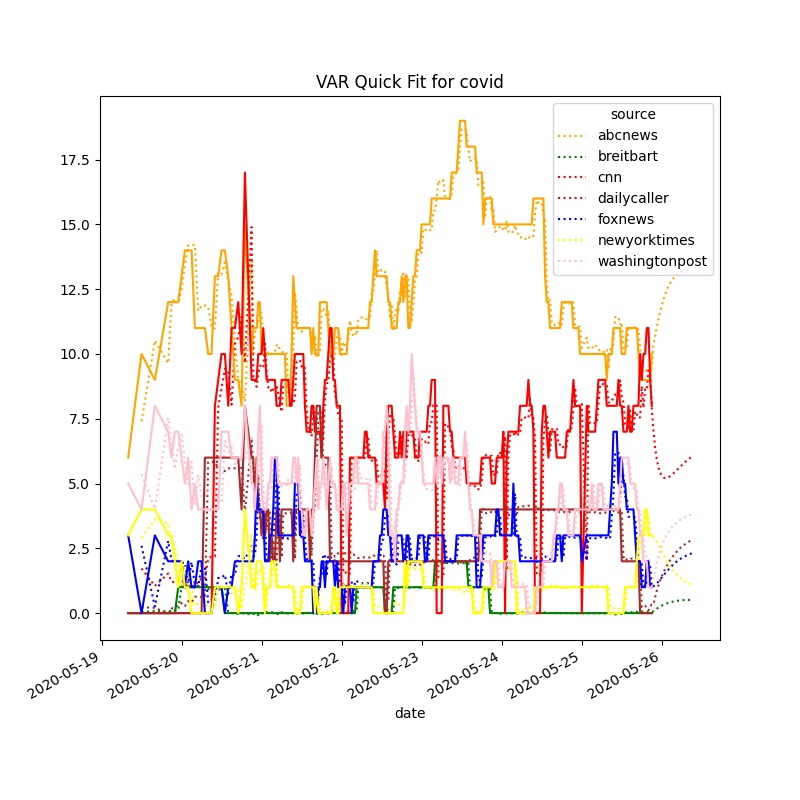 VAR Quick Fit for covid
source
abcnews
breitbart
cnn
dailycaller
foxnews
newyorktimes
washingtonpost
17.5
15.0
12.5
10.0
7.5
5.0
2.5
0.0
2020-05-19
2020-05-20
2020-05-21
2020-05-22
2020-05-23
2020-05-24
2020-05-25
2020-05-26
date